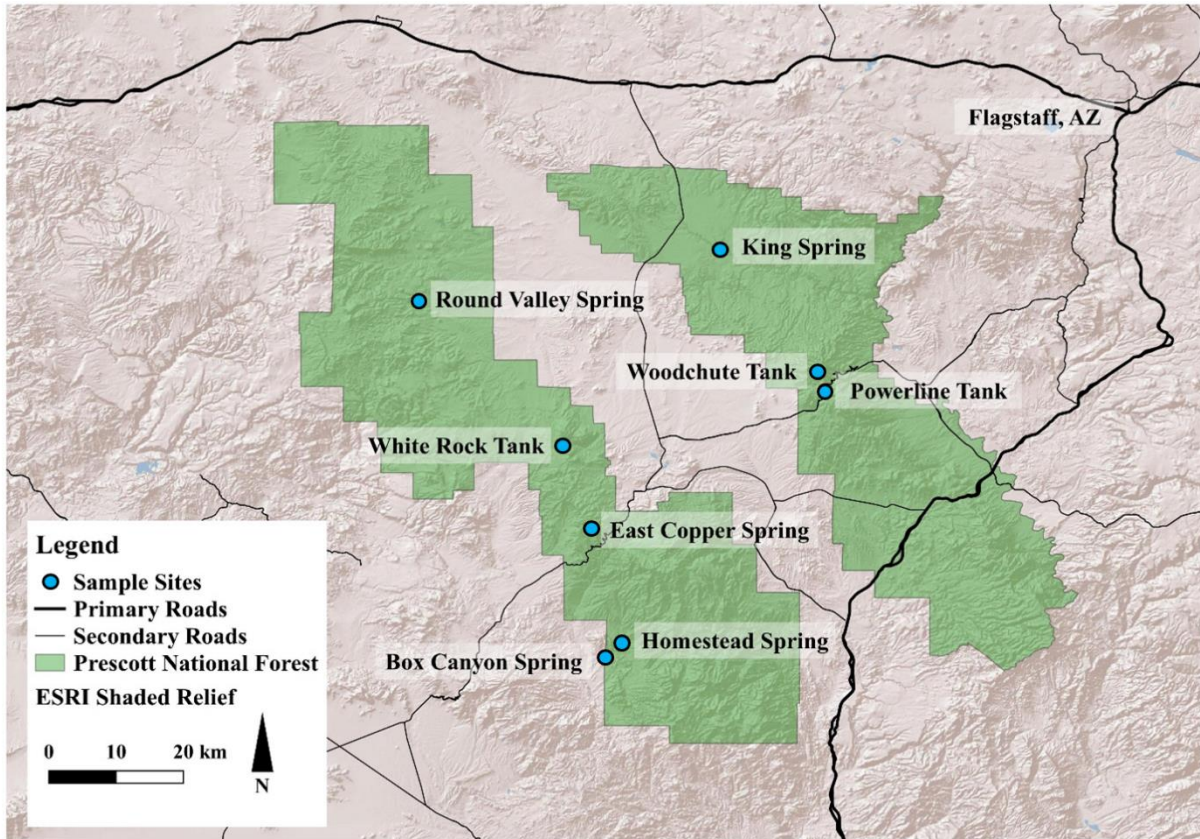 Flagstaff, AZ
King Spring
Round Valley Spring
Woodchute Tank
Powerline Tank
White Rock Tank
East Copper Spring
Homestead Spring
Box Canyon Spring
Legend
Sample Sites
Primary Roads
Secondary Roads
Prescott National Forest
ESRI Shaded Relief
0 10 20 km
N